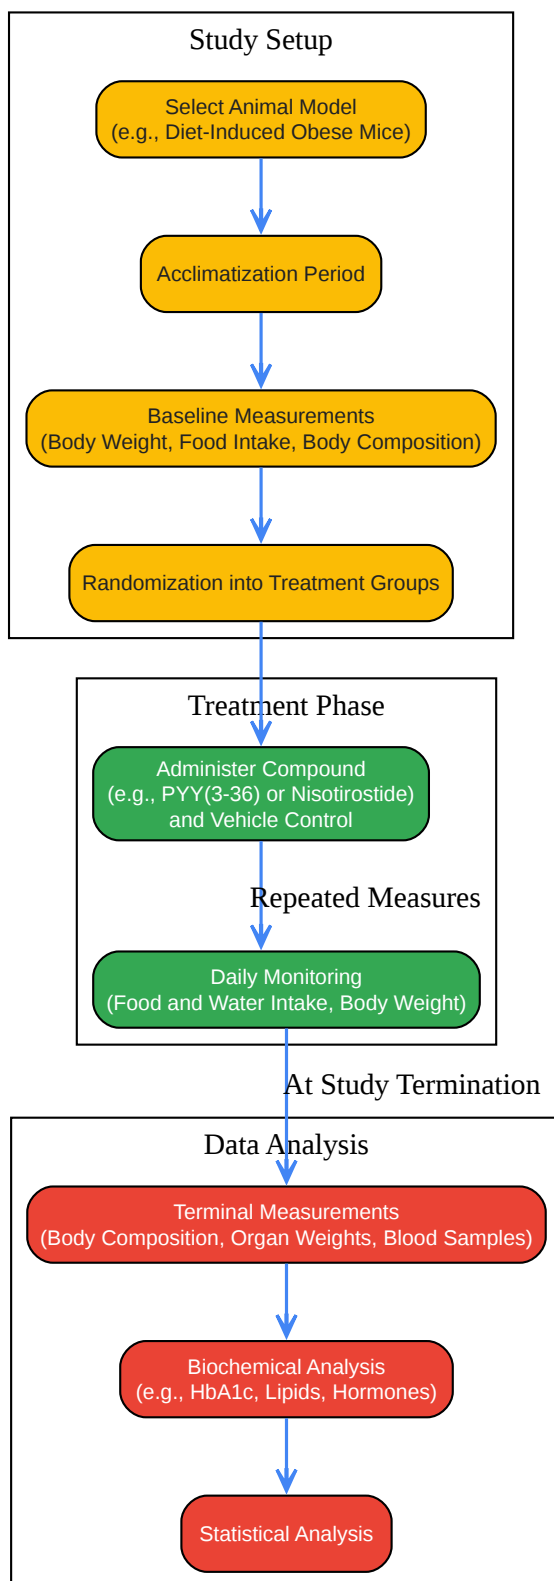 Study Setup
Select Animal Model
(e.g., Diet-Induced Obese Mice)
Acclimatization Period
Baseline Measurements
(Body Weight, Food Intake, Body Composition)
Randomization into Treatment Groups
Treatment Phase
Administer Compound
(e.g., PYY(3-36) or Nisotirostide)
and Vehicle Control
Repeated Measures
Daily Monitoring
(Food and Water Intake, Body Weight)
At Study Termination
Data Analysis
Terminal Measurements
(Body Composition, Organ Weights, Blood Samples)
Biochemical Analysis
(e.g., HbA1c, Lipids, Hormones)
Statistical Analysis